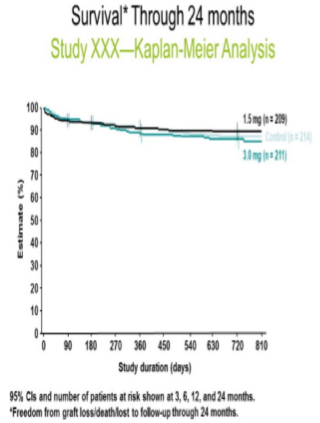 Survival* Through 24 months
Study XXX—Kaplan-Meier Analysis
100
90
80
70
60
50
40
30
20
10
0
Estimate (%)
1.5 mg (n = 209)
Control (n = 214)
3.0 mg (n = 211)
0 90 180 270 360 450 540 630 720 810
Study duration (days)
95% CIs and number of patients at risk shown at 3, 6, 12, and 24 months.
*Freedom from graft loss/death/lost to follow-up through 24 months.